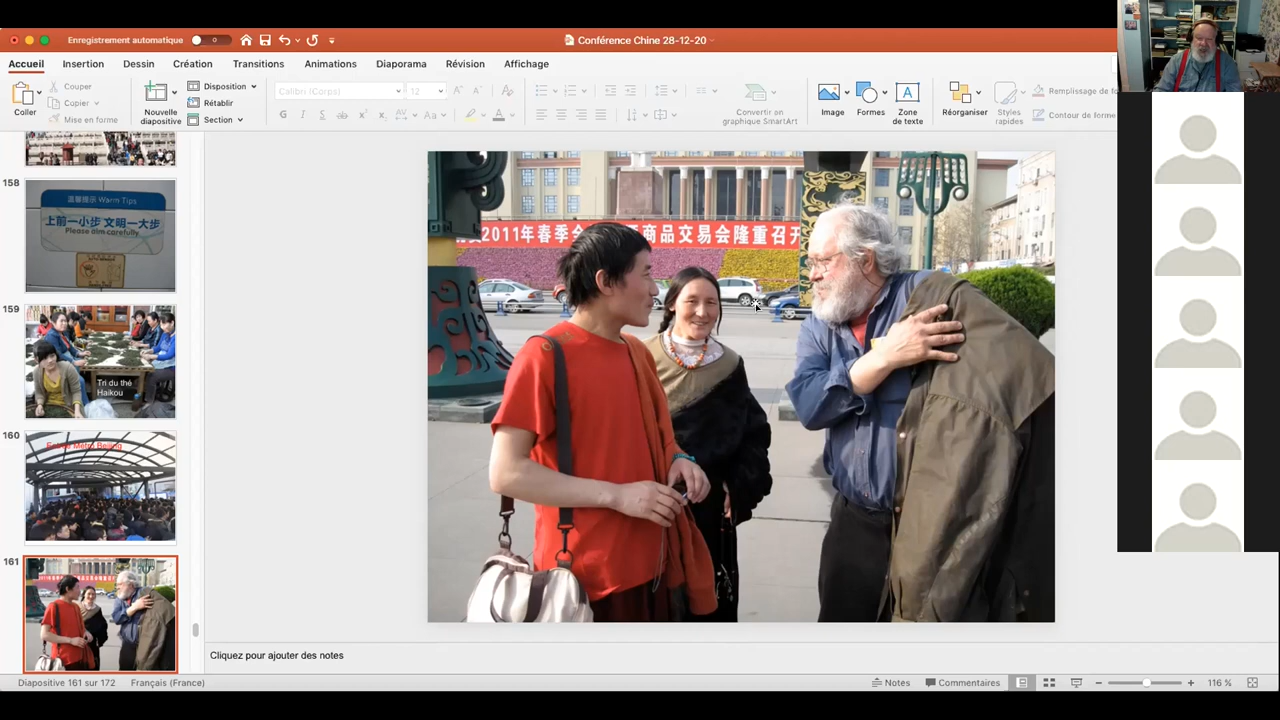 Enregistrement automatique
Conférence Chine 28-12-20
Accueil
Insertion
Dessin
Création
Transitions
Animations
Diaporama
Révision
Affichage
Coller
Couper
Copier
Mise en forme
Nouvelle
diapositive
Disposition
Rétablir
Section
Calibri (Corps)
12
G
I
S
ab
Aa
Convertir en
graphique SmartArt
Image
Formes
Zone
de texte
Réorganiser
Styles
rapides
Remplissage de fo
Contour de forme
158
温馨提示 Warm Tips
上前一小步 文明一大步
Please aim carefully
159
Tri du thé
Haikou
160
Métro Beijing
161
2011年春季全
商品交易会隆重召开
Cliquez pour ajouter des notes
Diapositive 161 sur 172
Français (France)
Notes
Commentaires
116 %